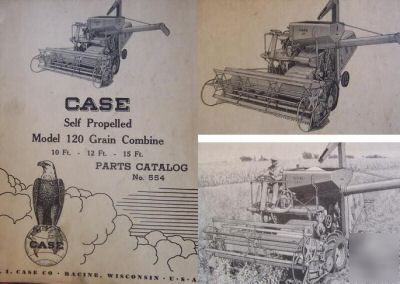 CASE
Self Propelled
Model 120 Grain Combine
10 Ft. - 12 Ft. - 15 Ft.
PARTS CATALOG
No. 554
CASE
I. CASE CO • RACINE, WISCONSIN • U•S•A